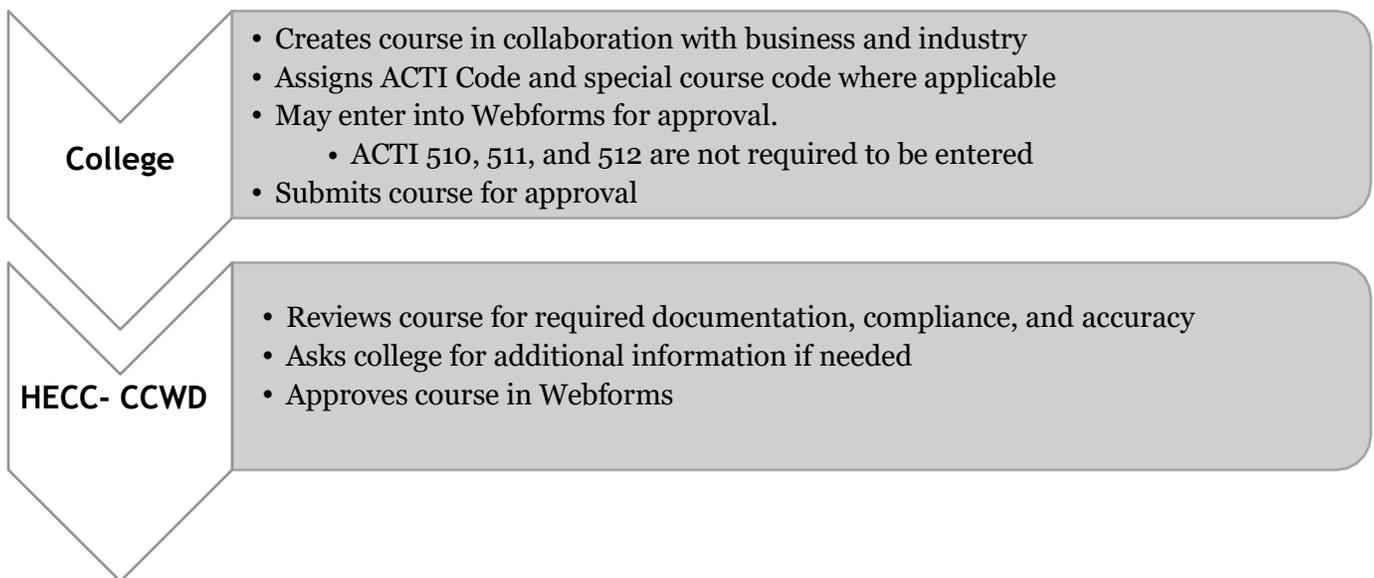 College
• Creates course in collaboration with business and industry
• Assigns ACTI Code and special course code where applicable
• May enter into Webforms for approval.
• ACTI 510, 511, and 512 are not required to be entered
• Submits course for approval
HECC- CCWD
• Reviews course for required documentation, compliance, and accuracy
• Asks college for additional information if needed
• Approves course in Webforms